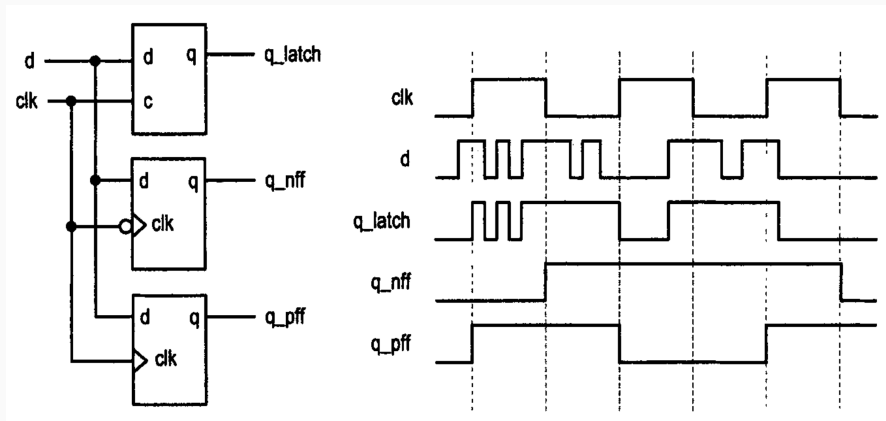 d
clk
d q
c
q_latch
d q
clk
q_nff
d q
clk
q_pff
clk
d
q_latch
q_nff
q_pff